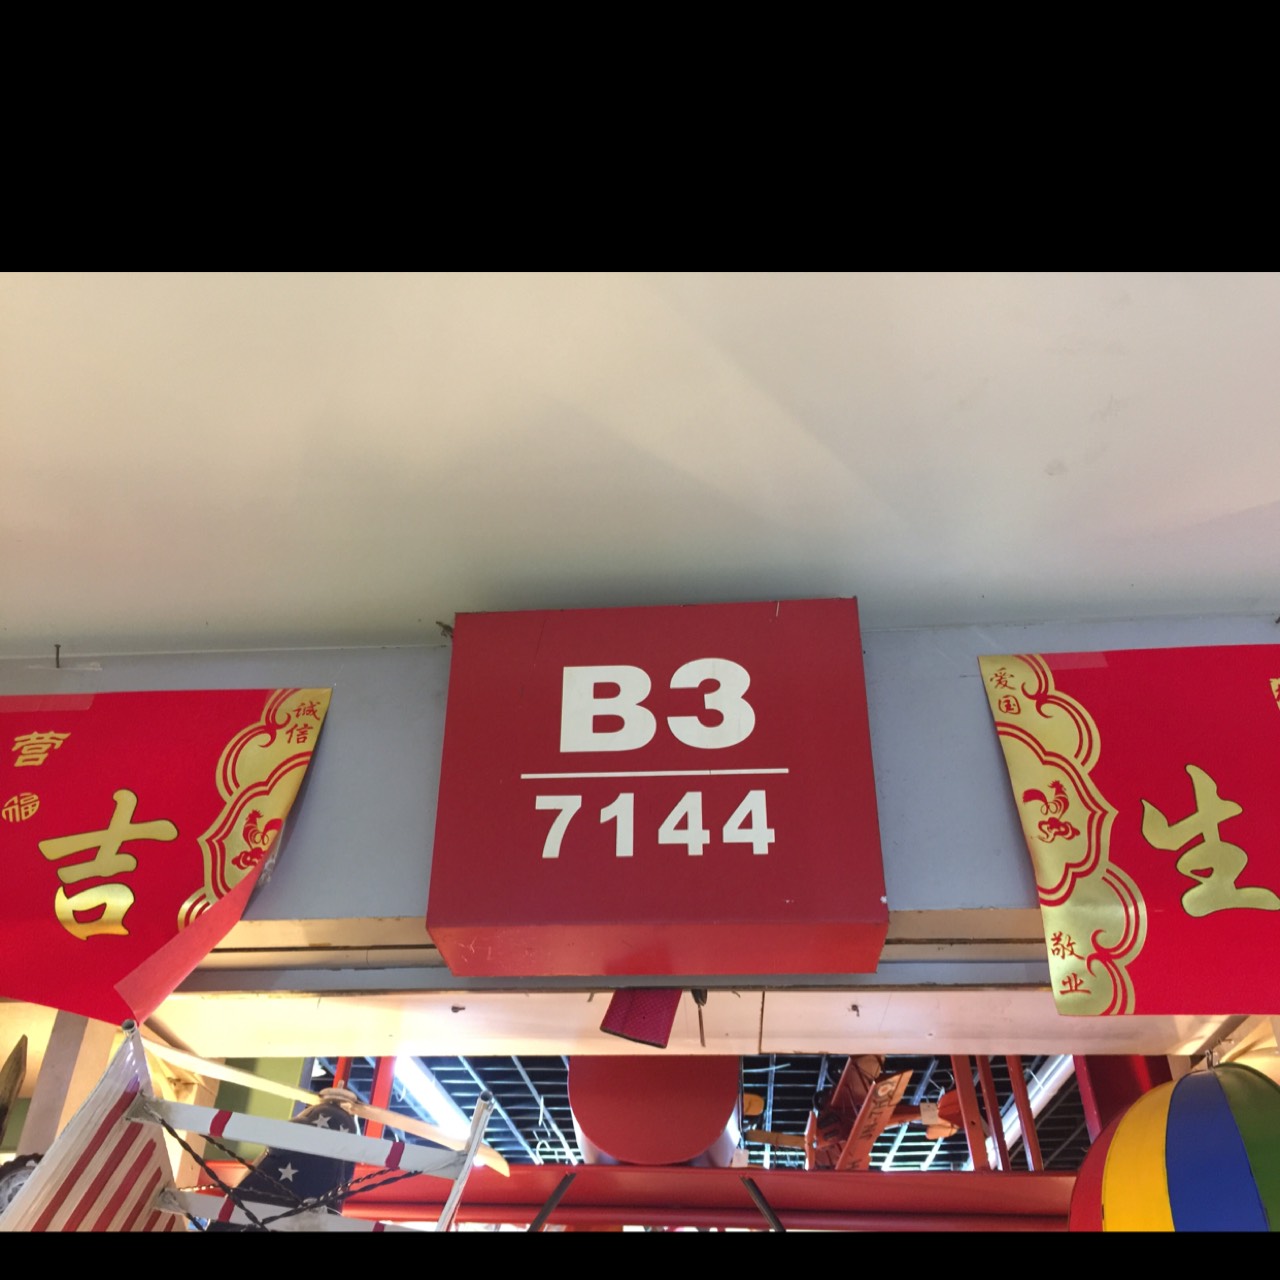 营
福
吉
诚
信
B3
7144
爱
国
生
敬
业